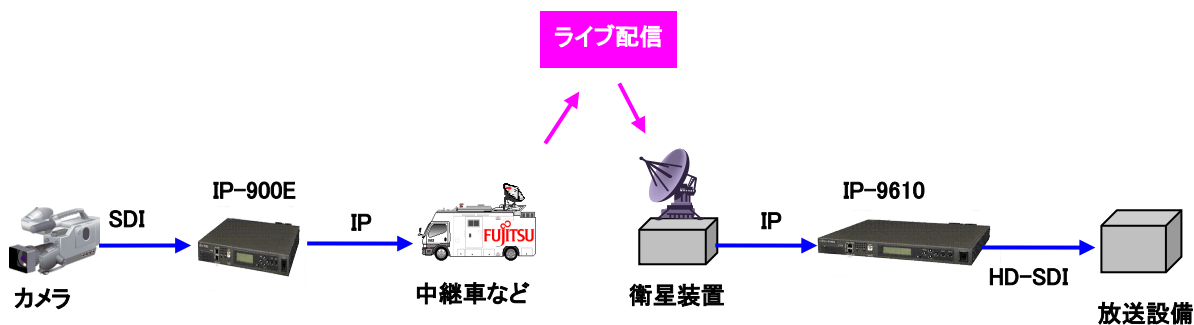 ライブ配信
IP-900E
IP-9610
SDI
IP
FUJITSU
IP
HD-SDI
カメラ
中継車など
衛星装置
放送設備